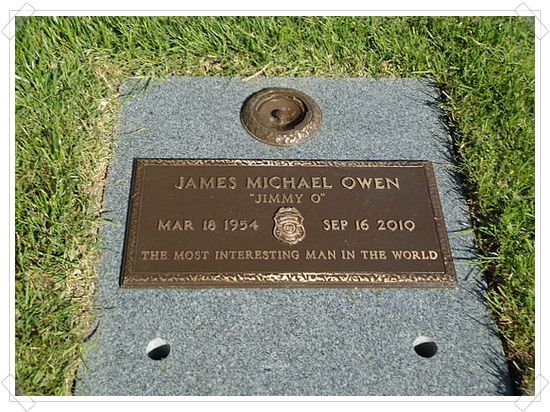 JAMES MICHAEL OWEN
"JIMMY O"
MAR 18 1954 SEP 16 2010
THE MOST INTERESTING MAN IN THE WORLD